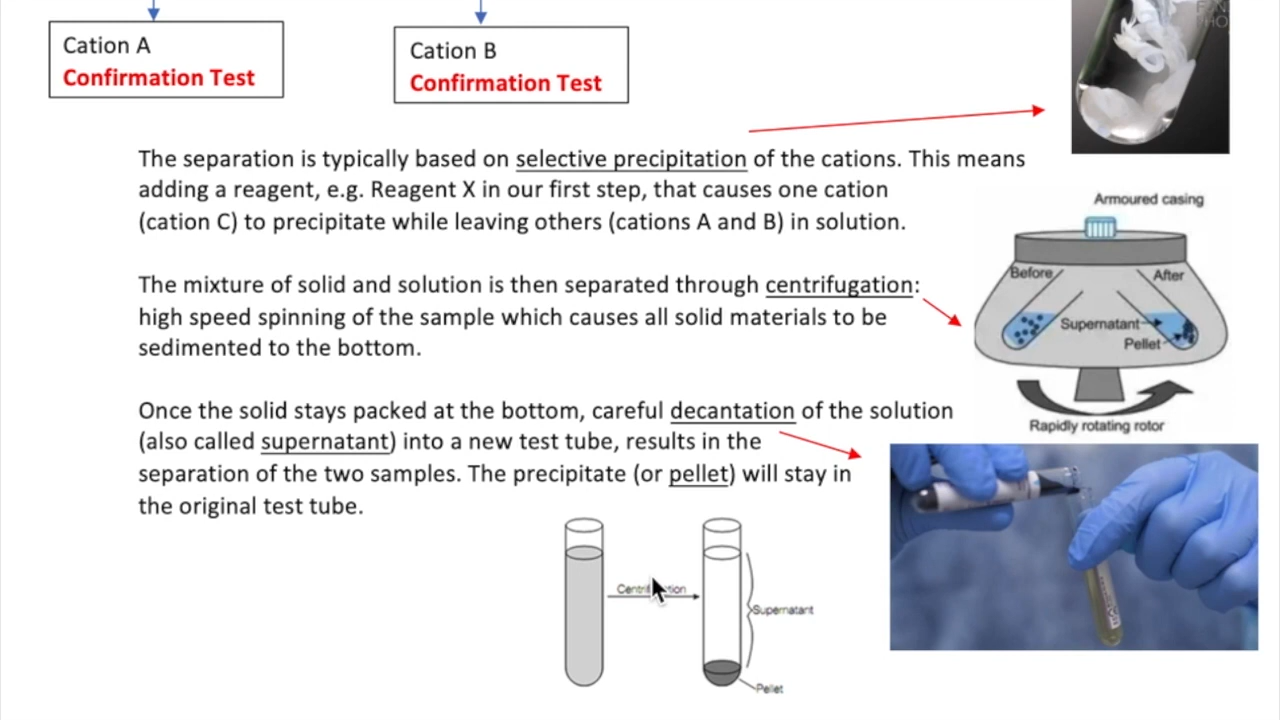 Cation A
Confirmation Test
Cation B
Confirmation Test
The separation is typically based on selective precipitation of the cations. This means
adding a reagent, e.g. Reagent X in our first step, that causes one cation
(cation C) to precipitate while leaving others (cations A and B) in solution.
The mixture of solid and solution is then separated through centrifugation:
high speed spinning of the sample which causes all solid materials to be
sedimented to the bottom.
Once the solid stays packed at the bottom, careful decantation of the solution
(also called supernatant) into a new test tube, results in the
separation of the two samples. The precipitate (or pellet) will stay in
the original test tube.
Armoured casing
Before
After
Supernatant
Pellet
Rapidly rotating rotor
Supernatant
Pellet